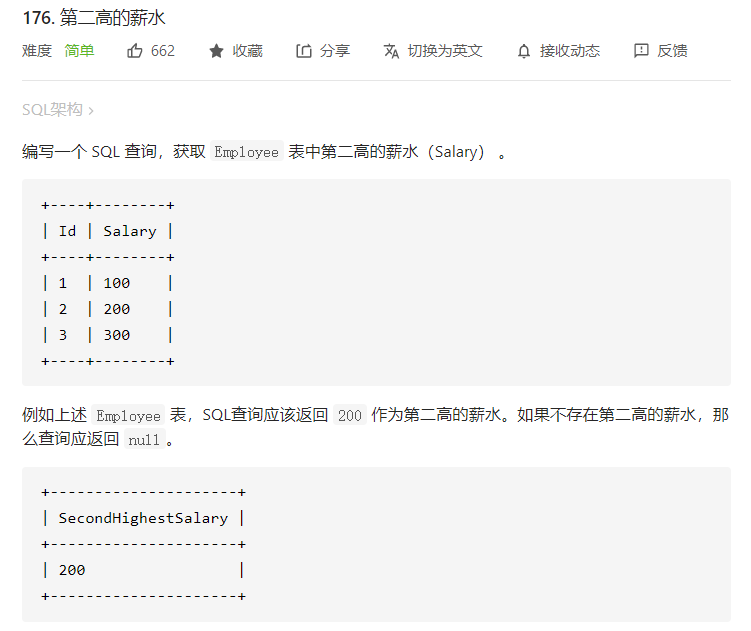 176. 第二高的薪水
难度 简单 662 收藏 分享 切换为英文 接收动态 反馈
SQL架构 ›
编写一个 SQL 查询，获取 Employee 表中第二高的薪水（Salary） 。
+----+--------+
| Id | Salary |
+----+--------+
| 1  | 100    |
| 2  | 200    |
| 3  | 300    |
+----+--------+
例如上述 Employee 表，SQL查询应该返回 200 作为第二高的薪水。如果不存在第二高的薪水，那
么查询应返回 null。
+---------------------+
| SecondHighestSalary |
+---------------------+
| 200                 |
+---------------------+